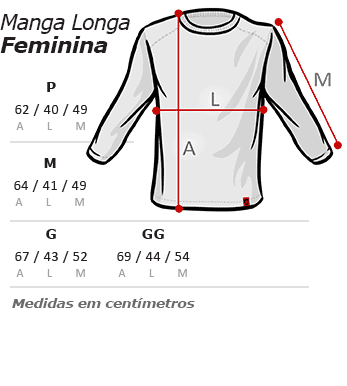 Manga Longa
Feminina
P
62 / 40 / 49
A L M
M
64 / 41 / 49
A L M
G
67 / 43 / 52
A L M
GG
69 / 44 / 54
A L M
Medidas em centímetros
L
A
M